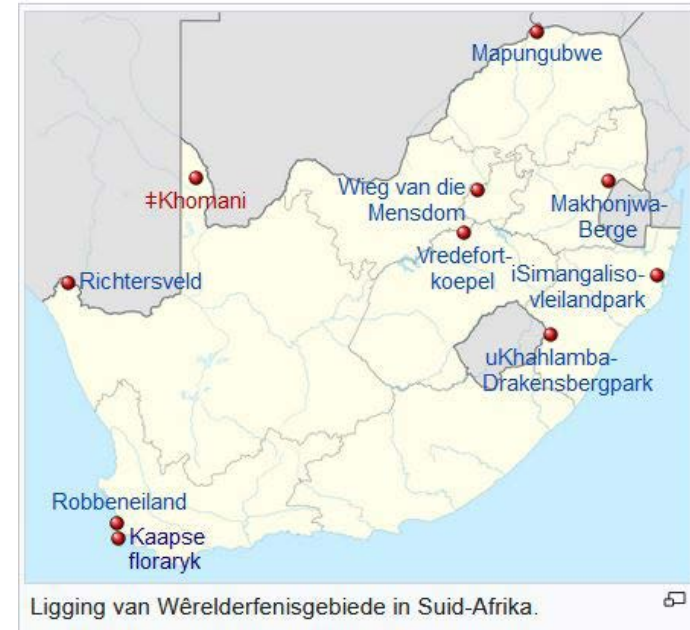 Mapungubwe
‡Khomani
Wieg van die
Mensdom
Makhonjwa-
Berge
Vredefort-
koepel
iSimangaliso-
vleilandpark
Richtersveld
uKhahlamba-
Drakensbergpark
Robbeneiland
Kaapse
floraryk
Ligging van Wêrelderfenisgebiede in Suid-Afrika.